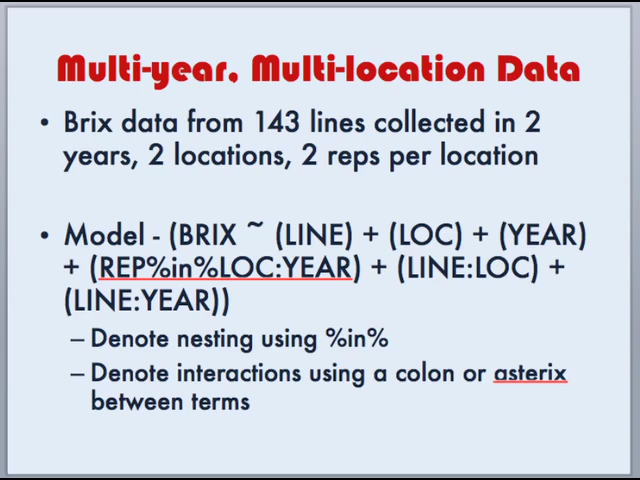 Multi-year, Multi-location Data
• Brix data from 143 lines collected in 2
years, 2 locations, 2 reps per location
• Model - (BRIX ~ (LINE) + (LOC) + (YEAR)
+ (REP%in%LOC:YEAR) + (LINE:LOC) +
(LINE:YEAR))
– Denote nesting using %in%
– Denote interactions using a colon or asterix
between terms